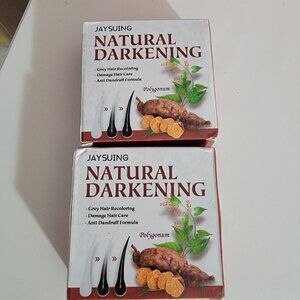 JAYSUING
NATURAL
DARKENING
- Grey Hair Recoloring
- Damage Hair Care
- Anti Dandruff Formula
Polygonum
JAYSUING
NATURAL
DARKENING
- Grey Hair Recoloring
- Damage Hair Care
- Anti Dandruff Formula
Polygonum